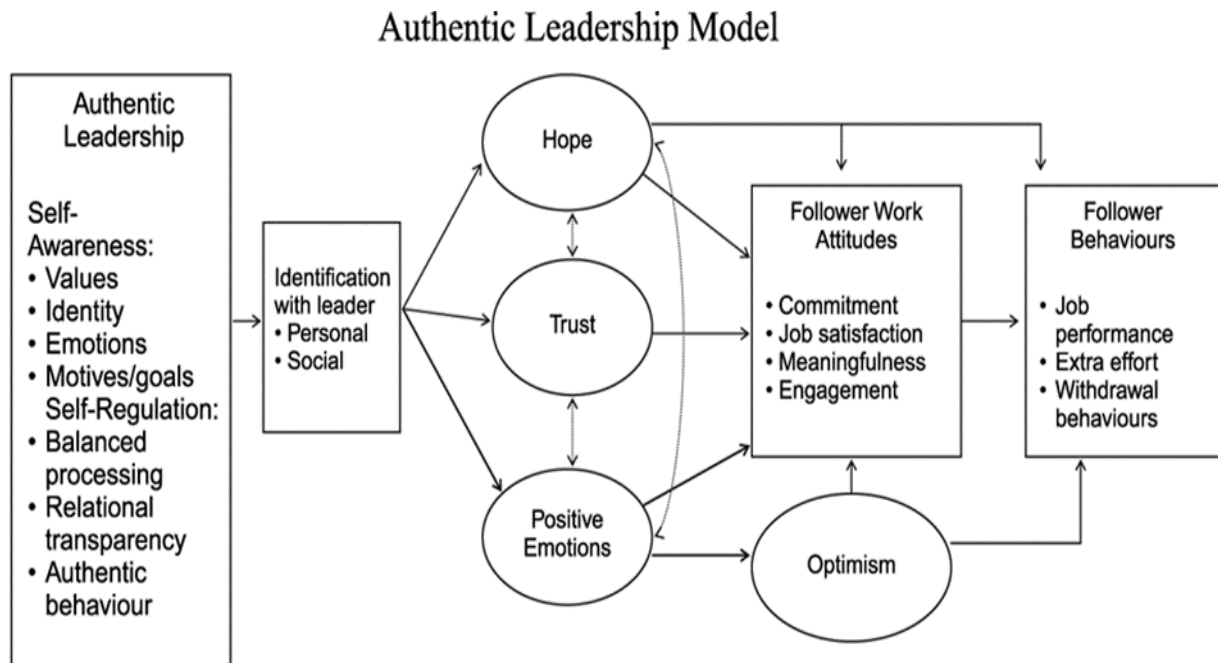 Authentic Leadership Model
Authentic
Leadership
Self-
Awareness:
• Values
• Identity
• Emotions
• Motives/goals
Self-Regulation:
• Balanced
processing
• Relational
transparency
• Authentic
behaviour
Identification
with leader
• Personal
• Social
Hope
Trust
Positive
Emotions
Follower Work
Attitudes
• Commitment
• Job satisfaction
• Meaningfulness
• Engagement
Optimism
Follower
Behaviours
• Job
performance
• Extra effort
• Withdrawal
behaviours